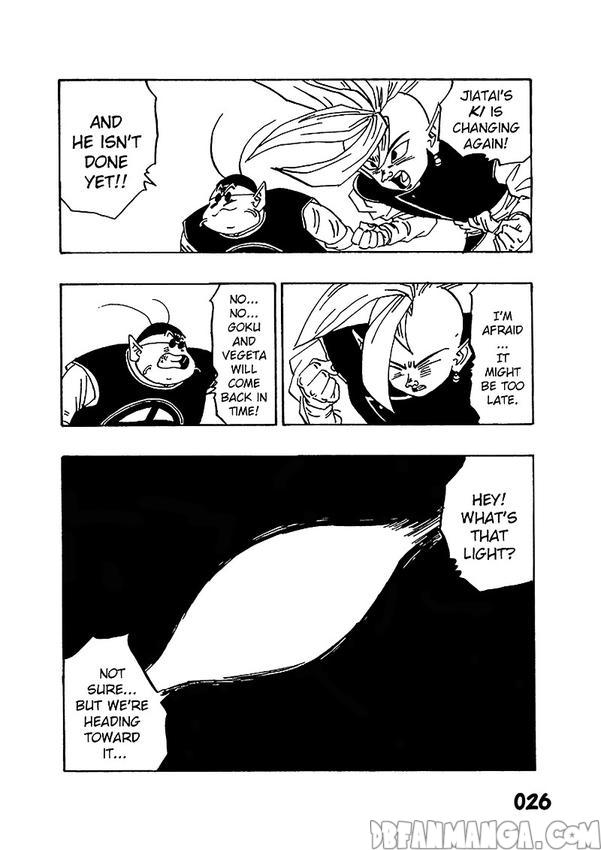 JIATAI'S
KI IS
CHANGING
AGAIN!
AND
HE ISN'T
DONE
YET!!
I'M
AFRAID
...
IT
MIGHT
BE TOO
LATE.
NO...
NO...
GOKU
AND
VEGETA
WILL
COME
BACK IN
TIME!
HEY!
WHAT'S
THAT
LIGHT?
NOT
SURE...
BUT WE'RE
HEADING
TOWARD
IT...
026
DBFANMANGA.COM